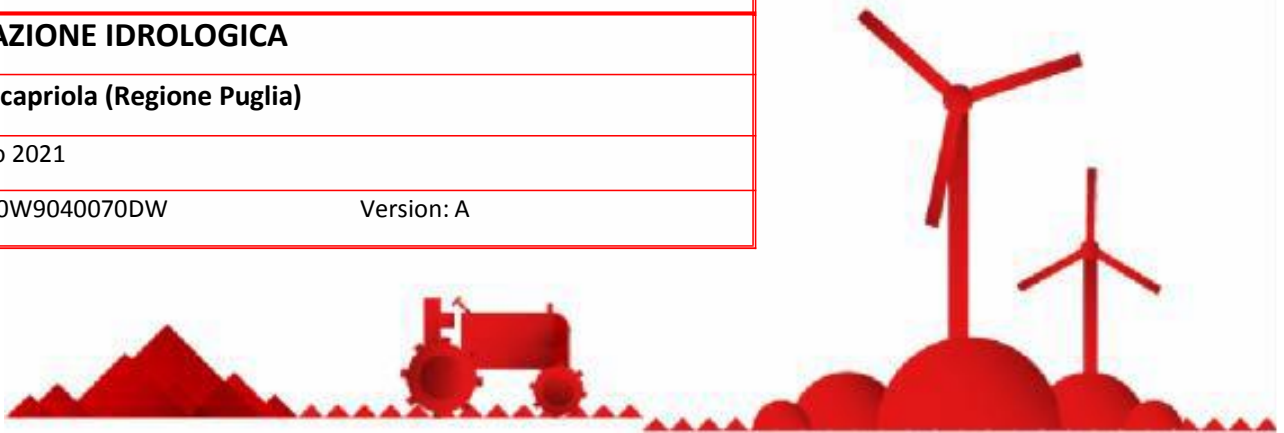 AZIONE IDROLOGICA
capriola (Regione Puglia)
o 2021
0W9040070DW Version: A